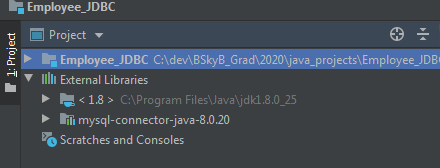 Employee_JDBC
1: Project
Project
Employee_JDBC C:\dev\BSkyB_Grad\2020\java_projects\Employee_JDBC
External Libraries
< 1.8 > C:\Program Files\Java\jdk1.8.0_25
mysql-connector-java-8.0.20
Scratches and Consoles